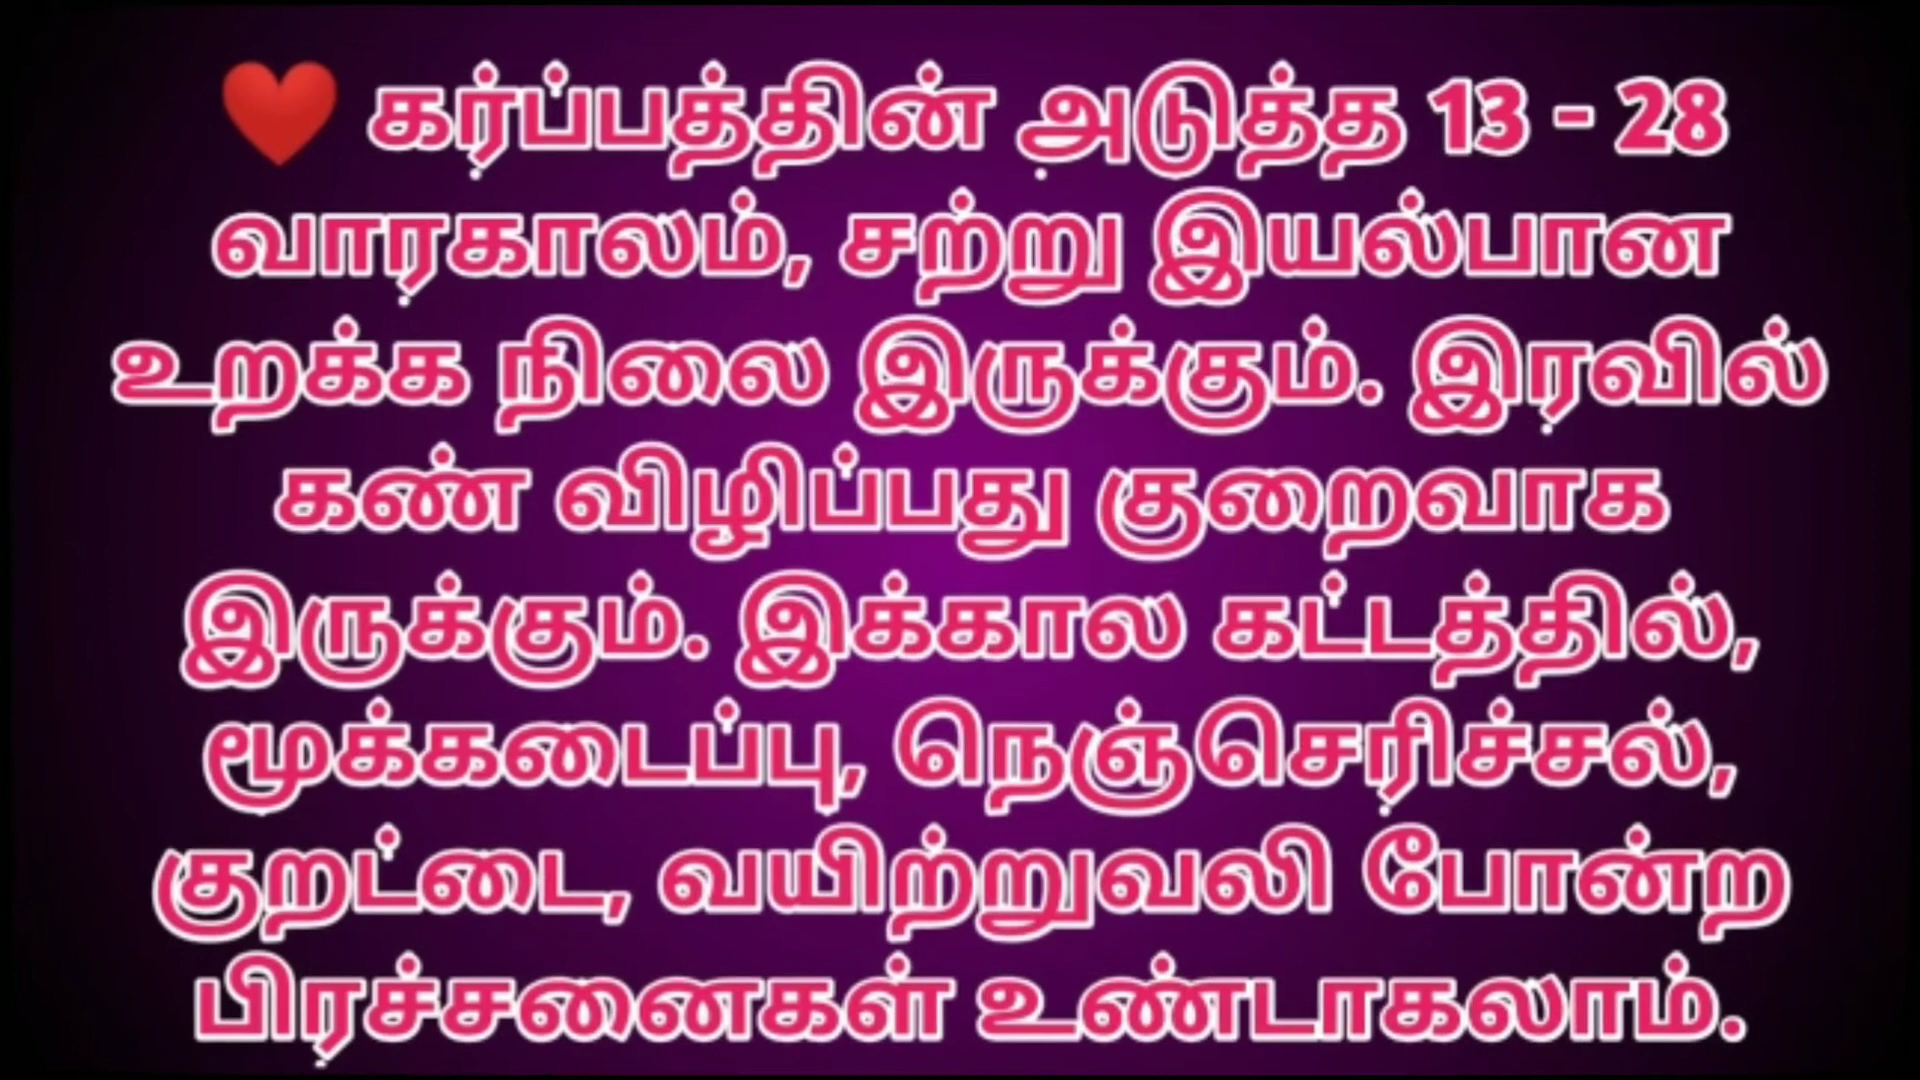 ❤️ கர்ப்பத்தின் அடுத்த 13 - 28
வாரகாலம், சற்று இயல்பான
உறக்க நிலை இருக்கும். இரவில்
கண் விழிப்பது குறைவாக
இருக்கும். இக்கால கட்டத்தில்,
மூக்கடைப்பு, நெஞ்செரிச்சல்,
குறட்டை, வயிற்றுவலி போன்ற
பிரச்சனைகள் உண்டாகலாம்.